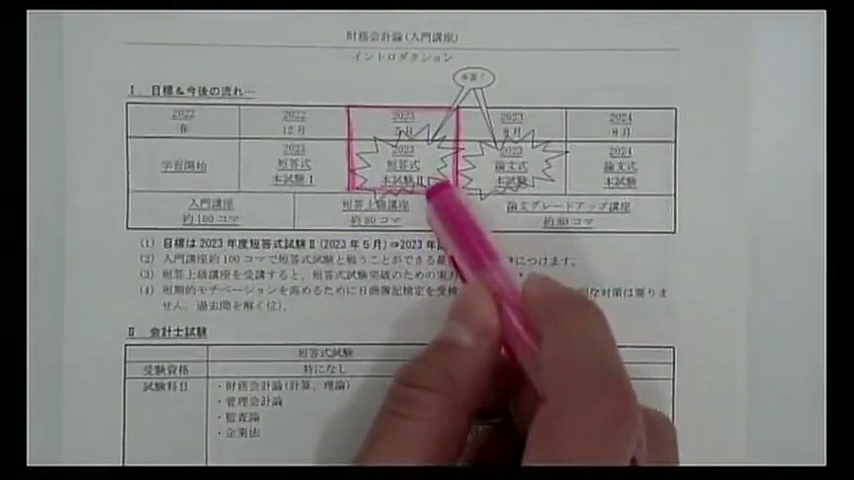 財務会計論(入門講座)
イントロダクション
Ⅰ. 目標&今後の流れ…
2022 2022 2023 2023 2024
春 12月 5月 8月 8月
2023 2023 2023 2024
学習開始 短答式 短答式 論文式 論文式
本試験Ⅰ 本試験Ⅱ 本試験 本試験
入門講座 短答上級講座 論文グレードアップ講座
約100コマ 約80コマ 約80コマ
(1) 目標は2023年度短答式試験Ⅱ(2023年5月)⇒2023年
(2) 入門講座約100コマで短答式試験と戦うことができる につけます。
(3) 短答上級講座を受講すると、短答式試験突破のための実力
(4) 短期的モチベーションを高めるために日商簿記検定を受検 な対策は要りま
せん、過去問を解く位)。
Ⅱ 会計士試験
短答式試験
受験資格 特になし
試験科目 ・財務会計論(計算、理論)
・管理会計論
・監査論
・企業法